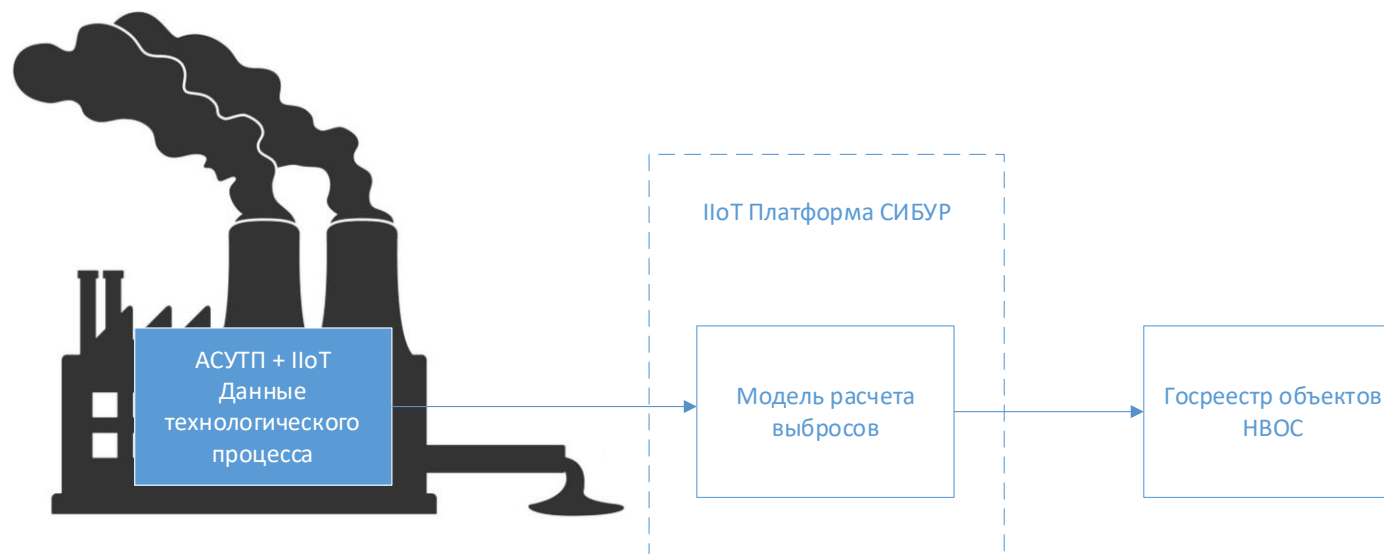 IIoT Платформа СИБУР
АСУТП + IIoT
Данные
технологического
процесса
Модель расчета
выбросов
Госреестр объектов
НВОС